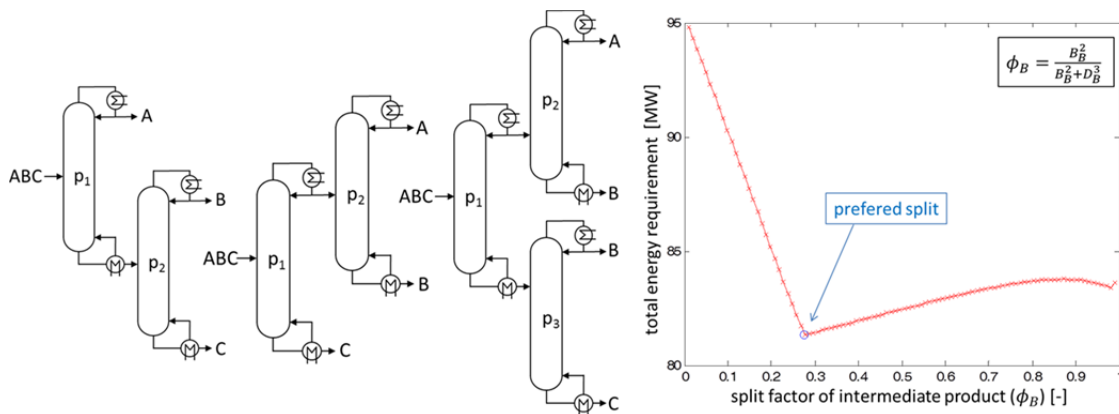 A
ABC
p1
B
p2
C
A
p2
ABC
p1
B
C
A
p2
B
ABC
p1
B
p3
C
total energy requirement [MW]
95
90
85
80
ϕ_B = B_B^2 / (B_B^2 + D_B^3)
prefered split
0 0.1 0.2 0.3 0.4 0.5 0.6 0.7 0.8 0.9
split factor of intermediate product (ϕ_B) [-]